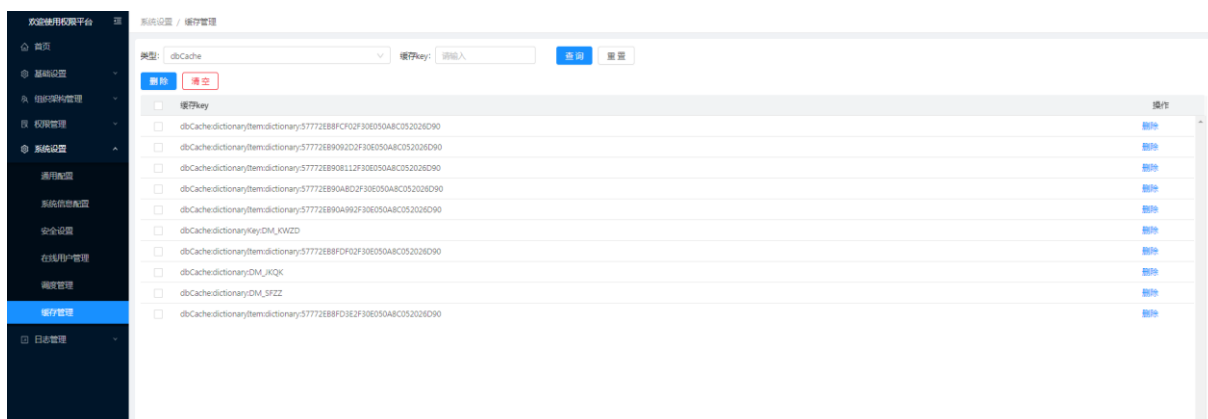 欢迎使用权限平台
系统设置 / 缓存管理
首页
基础设置
组织架构管理
权限管理
系统设置
通用配置
系统信息配置
安全设置
在线用户管理
调度管理
缓存管理
日志管理
类型: dbCache 缓存key: 请输入 查 询 重 置
删 除 清 空
缓存key 操作
dbCache:dictionaryItem:dictionary:57772EB8FCF02F30E050A8C052026D90 删除
dbCache:dictionaryItem:dictionary:57772EB9092D2F30E050A8C052026D90 删除
dbCache:dictionaryItem:dictionary:57772EB908112F30E050A8C052026D90 删除
dbCache:dictionaryItem:dictionary:57772EB90ABD2F30E050A8C052026D90 删除
dbCache:dictionaryItem:dictionary:57772EB90A992F30E050A8C052026D90 删除
dbCache:dictionaryKey:DM_KWZD 删除
dbCache:dictionaryItem:dictionary:57772EB8FDF02F30E050A8C052026D90 删除
dbCache:dictionary:DM_JKQK 删除
dbCache:dictionary:DM_SFZZ 删除
dbCache:dictionaryItem:dictionary:57772EB8FD3E2F30E050A8C052026D90 删除